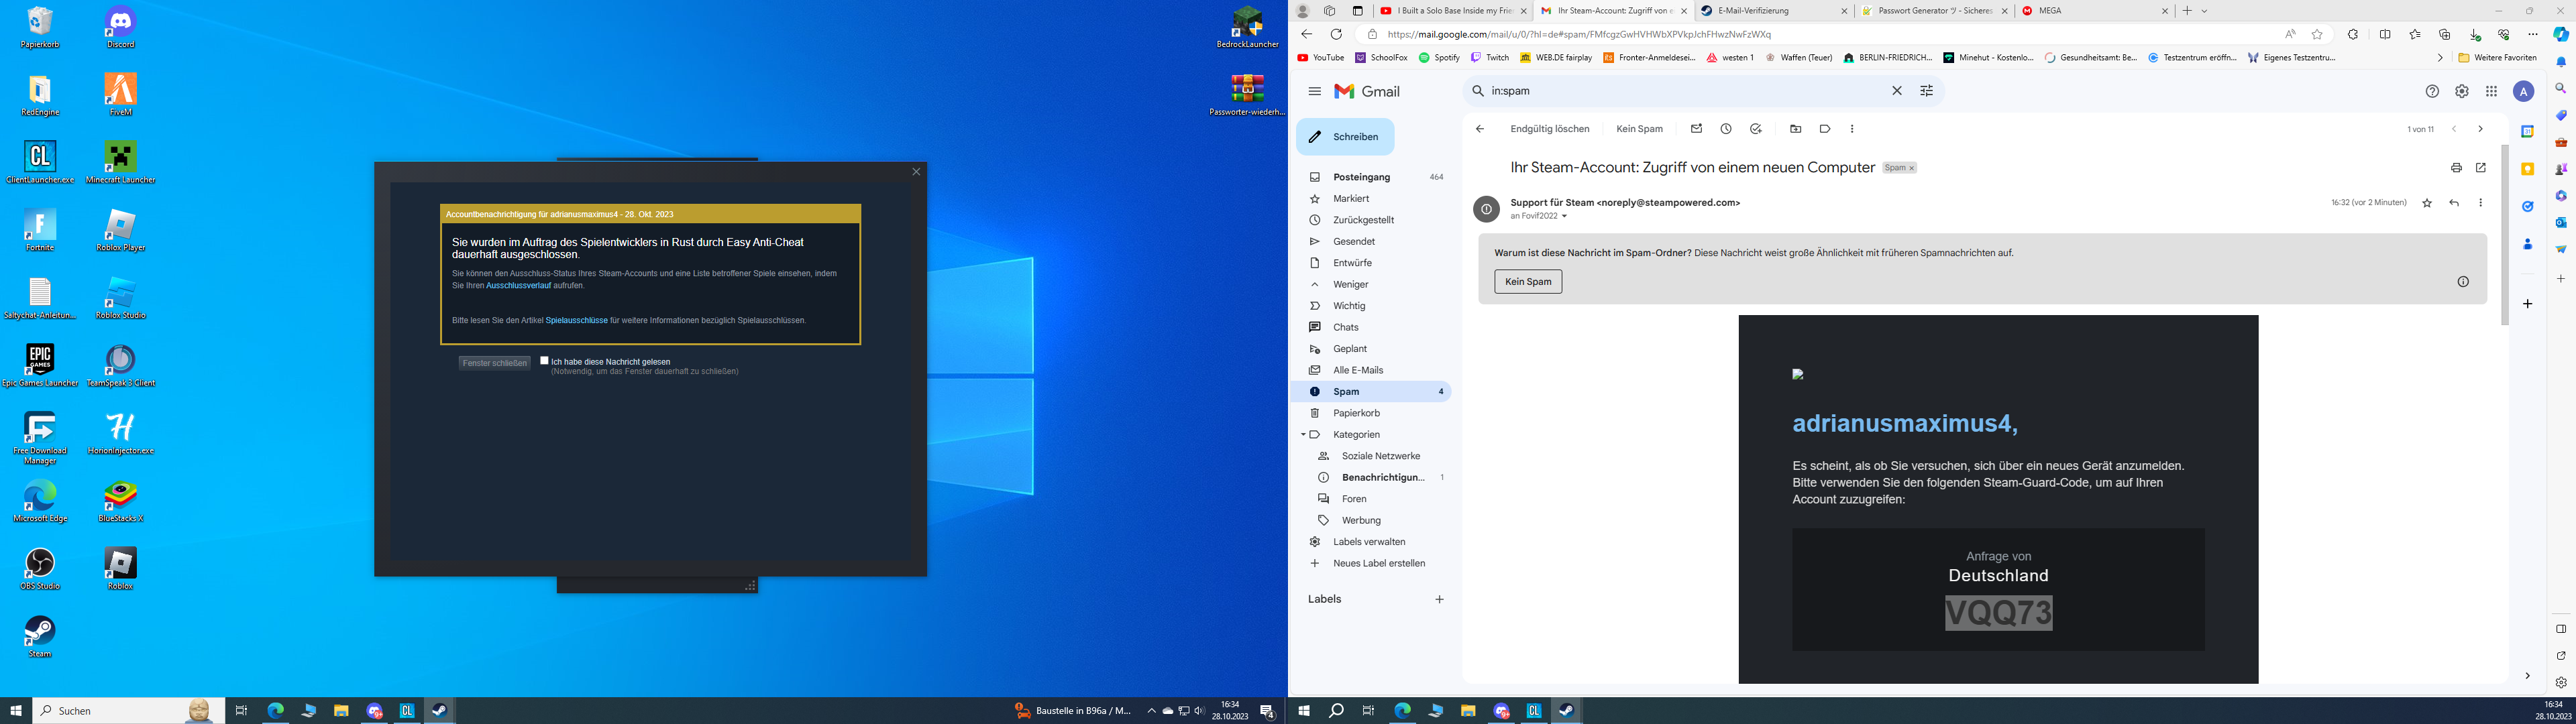 Papierkorb
Discord
RedEngine
FiveM
ClientLauncher.exe
Minecraft Launcher
Fortnite
Roblox Player
Saltychat-Anleitun...
Roblox Studio
Epic Games Launcher
TeamSpeak 3 Client
Free Download
Manager
HorionInjector.exe
Microsoft Edge
BlueStacks X
OBS Studio
Roblox
Steam
BedrockLauncher
Passworter-wiederh...
Accountbenachrichtigung für adrianusmaximus4 - 28. Okt. 2023
Sie wurden im Auftrag des Spielentwicklers in Rust durch Easy Anti-Cheat
dauerhaft ausgeschlossen.
Sie können den Ausschluss-Status Ihres Steam-Accounts und eine Liste betroffener Spiele einsehen, indem
Sie Ihren Ausschlussverlauf aufrufen.
Bitte lesen Sie den Artikel Spielausschlüsse für weitere Informationen bezüglich Spielausschlüssen.
Fenster schließen
Ich habe diese Nachricht gelesen
(Notwendig, um das Fenster dauerhaft zu schließen)
Suchen
Baustelle in B96a / M...
16:34
28.10.2023
4
I Built a Solo Base Inside my Frie
Ihr Steam-Account: Zugriff von e
E-Mail-Verifizierung
Passwort Generator ツ - Sicheres
MEGA
https://mail.google.com/mail/u/0/?hl=de#spam/FMfcgzGwHVHWbXPVkpJchFHwzNwFzWXq
YouTube
SchoolFox
Spotify
Twitch
WEB.DE fairplay
Fronter-Anmeldesei...
westen 1
Waffen (Teuer)
BERLIN-FRIEDRICH...
Minehut - Kostenlo...
Gesundheitsamt: Be...
Testzentrum eröffn...
Eigenes Testzentru...
Weitere Favoriten
Gmail
in:spam
A
Schreiben
Endgültig löschen
Kein Spam
1 von 11
Posteingang 464
Markiert
Zurückgestellt
Gesendet
Entwürfe
Weniger
Wichtig
Chats
Geplant
Alle E-Mails
Spam 4
Papierkorb
Kategorien
Soziale Netzwerke
Benachrichtigun... 1
Foren
Werbung
Labels verwalten
Neues Label erstellen
Labels
Ihr Steam-Account: Zugriff von einem neuen Computer
Spam
Support für Steam <noreply@steampowered.com>
16:32 (vor 2 Minuten)
an Fovif2022
Warum ist diese Nachricht im Spam-Ordner? Diese Nachricht weist große Ähnlichkeit mit früheren Spamnachrichten auf.
Kein Spam
adrianusmaximus4,
Es scheint, als ob Sie versuchen, sich über ein neues Gerät anzumelden.
Bitte verwenden Sie den folgenden Steam-Guard-Code, um auf Ihren
Account zuzugreifen:
Anfrage von
Deutschland
VQQ73
16:34
28.10.2023